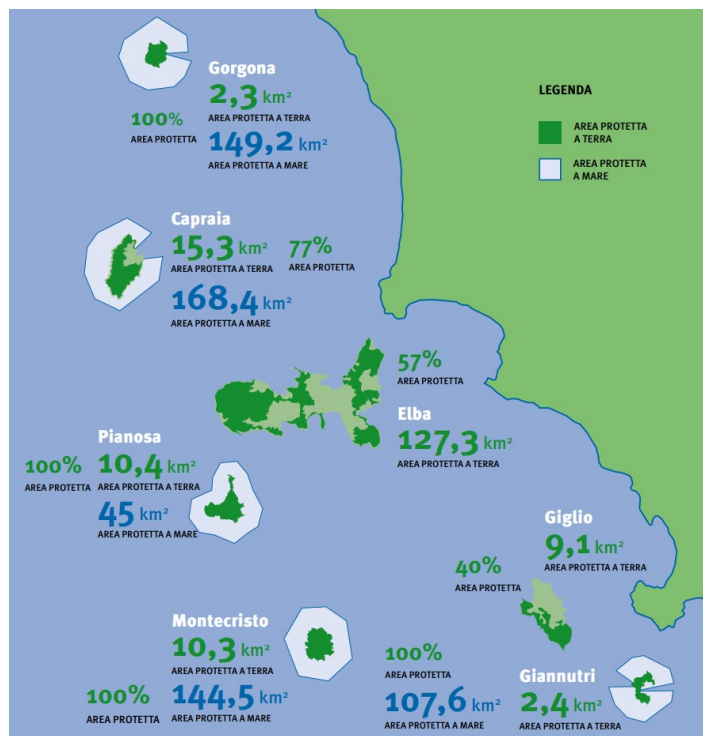 Gorgona
2,3 km²
AREA PROTETTA A TERRA
100%
AREA PROTETTA
149,2 km²
AREA PROTETTA A MARE
LEGENDA
AREA PROTETTA
A TERRA
AREA PROTETTA
A MARE
Capraia
15,3 km²
AREA PROTETTA A TERRA
77%
AREA PROTETTA
168,4 km²
AREA PROTETTA A MARE
57%
AREA PROTETTA
Elba
127,3 km²
AREA PROTETTA A TERRA
Pianosa
100%
AREA PROTETTA
10,4 km²
AREA PROTETTA A TERRA
45 km²
AREA PROTETTA A MARE
Giglio
9,1 km²
AREA PROTETTA A TERRA
40%
AREA PROTETTA
Montecristo
10,3 km²
AREA PROTETTA A TERRA
100%
AREA PROTETTA
144,5 km²
AREA PROTETTA A MARE
100%
AREA PROTETTA
107,6 km²
AREA PROTETTA A MARE
Giannutri
2,4 km²
AREA PROTETTA A TERRA